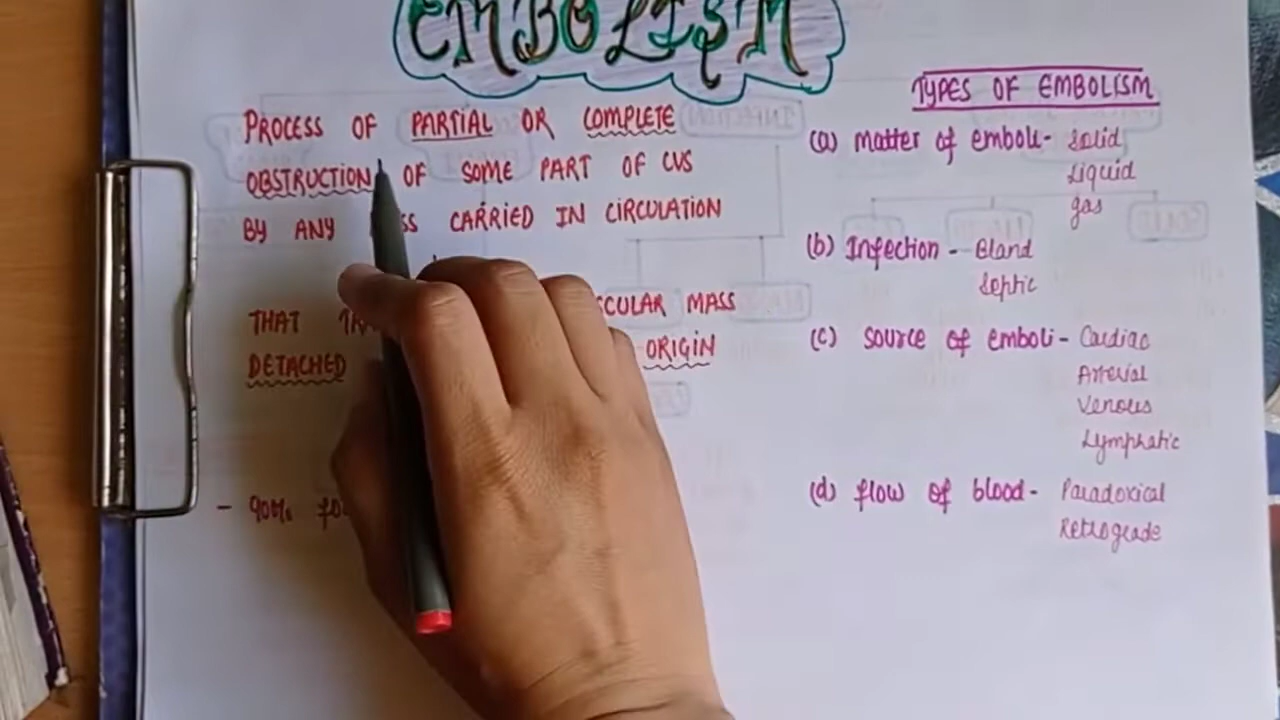 EMBOLISM
PROCESS OF PARTIAL OR COMPLETE
OBSTRUCTION OF SOME PART OF CVS
BY ANY CARRIED IN CIRCULATION
MASS
THAT
DETACHED ORIGIN
- 90%
TYPES OF EMBOLISM
(a) matter of emboli- Solid
Liquid
gas
(b) Infection - Bland
Septic
(c) source of emboli - Cardiac
Arterial
Venous
Lymphatic
(d) flow of blood - Paradoxical
Retrograde